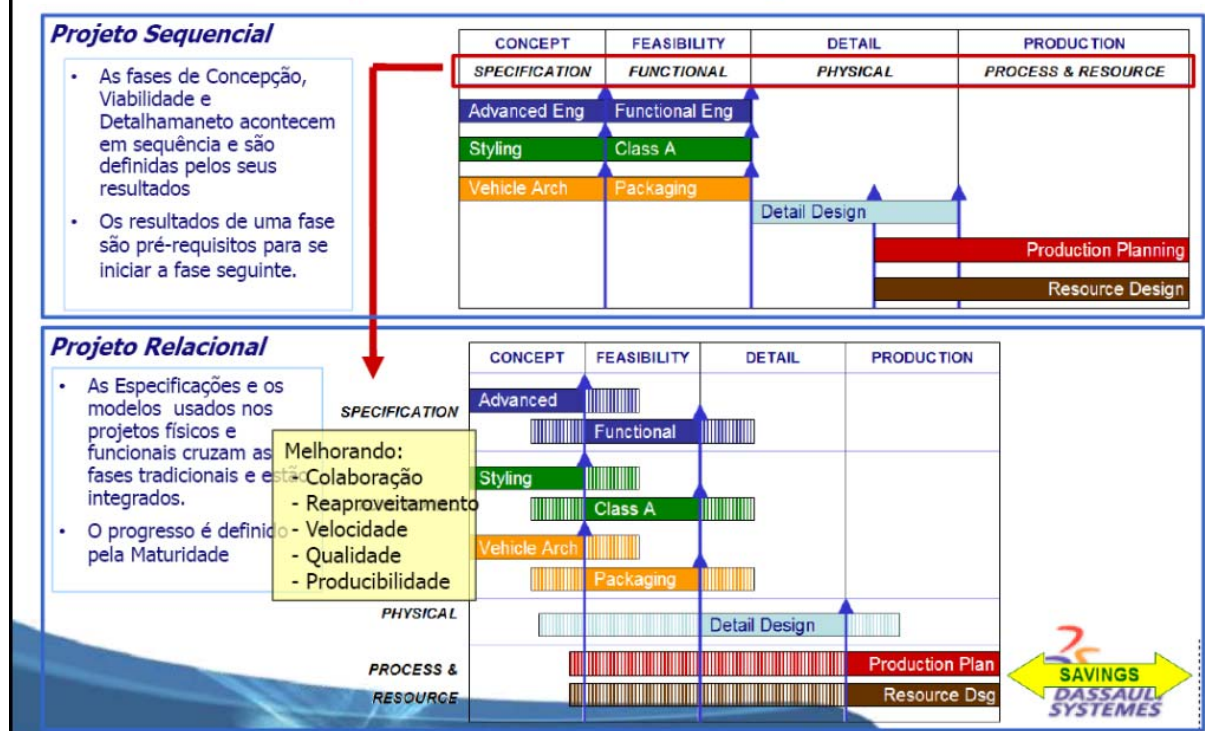 Projeto Sequencial
• As fases de Concepção,
Viabilidade e
Detalhamaneto acontecem
em sequência e são
definidas pelos seus
resultados
• Os resultados de uma fase
são pré-requisitos para se
iniciar a fase seguinte.
CONCEPT FEASIBILITY DETAIL PRODUCTION
SPECIFICATION FUNCTIONAL PHYSICAL PROCESS & RESOURCE
Advanced Eng Functional Eng
Styling Class A
Vehicle Arch Packaging
Detail Design
Production Planning
Resource Design
Projeto Relacional
• As Especificações e os
modelos usados nos
projetos físicos e
funcionais cruzam as
fases tradicionais e estão
integrados.
• O progresso é definido
pela Maturidade
Melhorando:
- Colaboração
- Reaproveitamento
- Velocidade
- Qualidade
- Producibilidade
CONCEPT FEASIBILITY DETAIL PRODUCTION
SPECIFICATION
Advanced
Functional
Styling
Class A
Vehicle Arch
Packaging
PHYSICAL
Detail Design
PROCESS &
RESOURCE
Production Plan
Resource Dsg
SAVINGS
DASSAUL
SYSTEMES